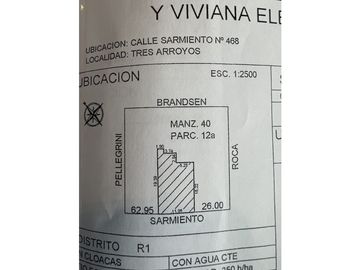 Y VIVIANA ELE
UBICACION: CALLE SARMIENTO Nº 468
LOCALIDAD: TRES ARROYOS
UBICACION
ESC. 1:2500
BRANDSEN
MANZ. 40
PARC. 12a
PELLEGRINI
ROCA
62.95
26.00
SARMIENTO
DISTRITO R1
N CLOACAS
CON AGUA CTE